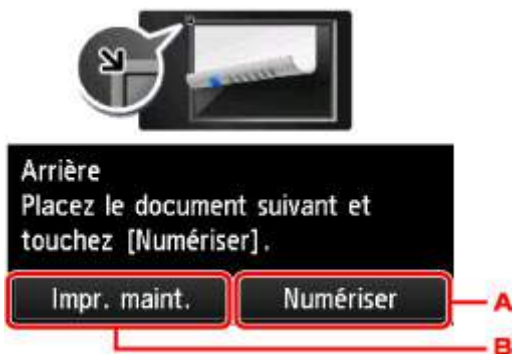 Arrière
Placez le document suivant et
touchez [Numériser].
Impr. maint. Numériser
A
B